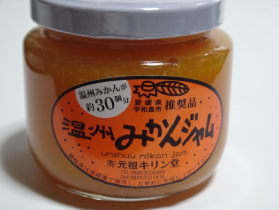 温州みかんが
約30個分
愛媛県
宇和島市
推奨品
温州みかんジャム
unshuu mikan jam
㈲元祖キリン堂